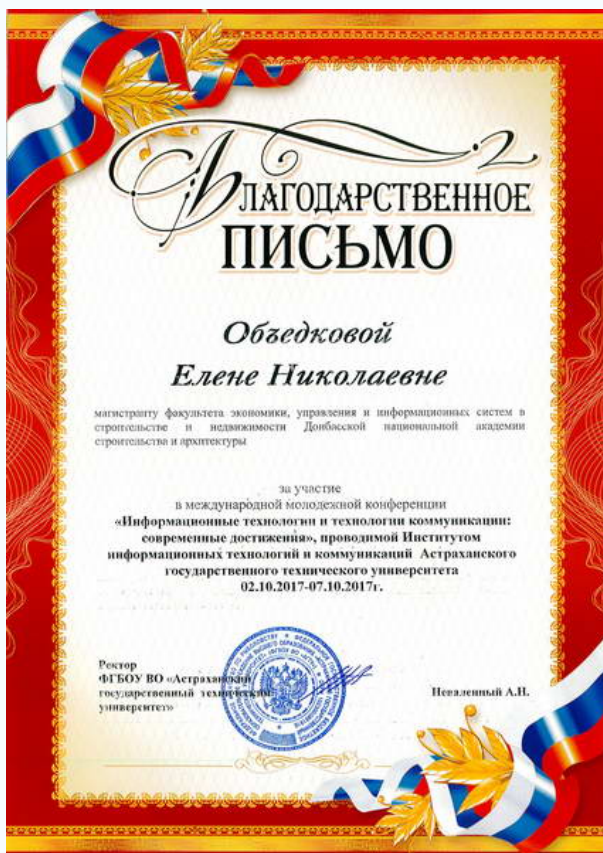 Благодарственное
письмо
Объедковой
Елене Николаевне
магистранту факультета экономики, управления и информационных систем в
строительстве и недвижимости Донбасской национальной академии
строительства и архитектуры
за участие
в международной молодежной конференции
«Информационные технологии и технологии коммуникации:
современные достижения», проводимой Институтом
информационных технологий и коммуникаций Астраханского
государственного технического университета
02.10.2017-07.10.2017г.
Ректор
ФГБОУ ВО «Астраханский
государственный технический
университет»
Неваленный А.Н.